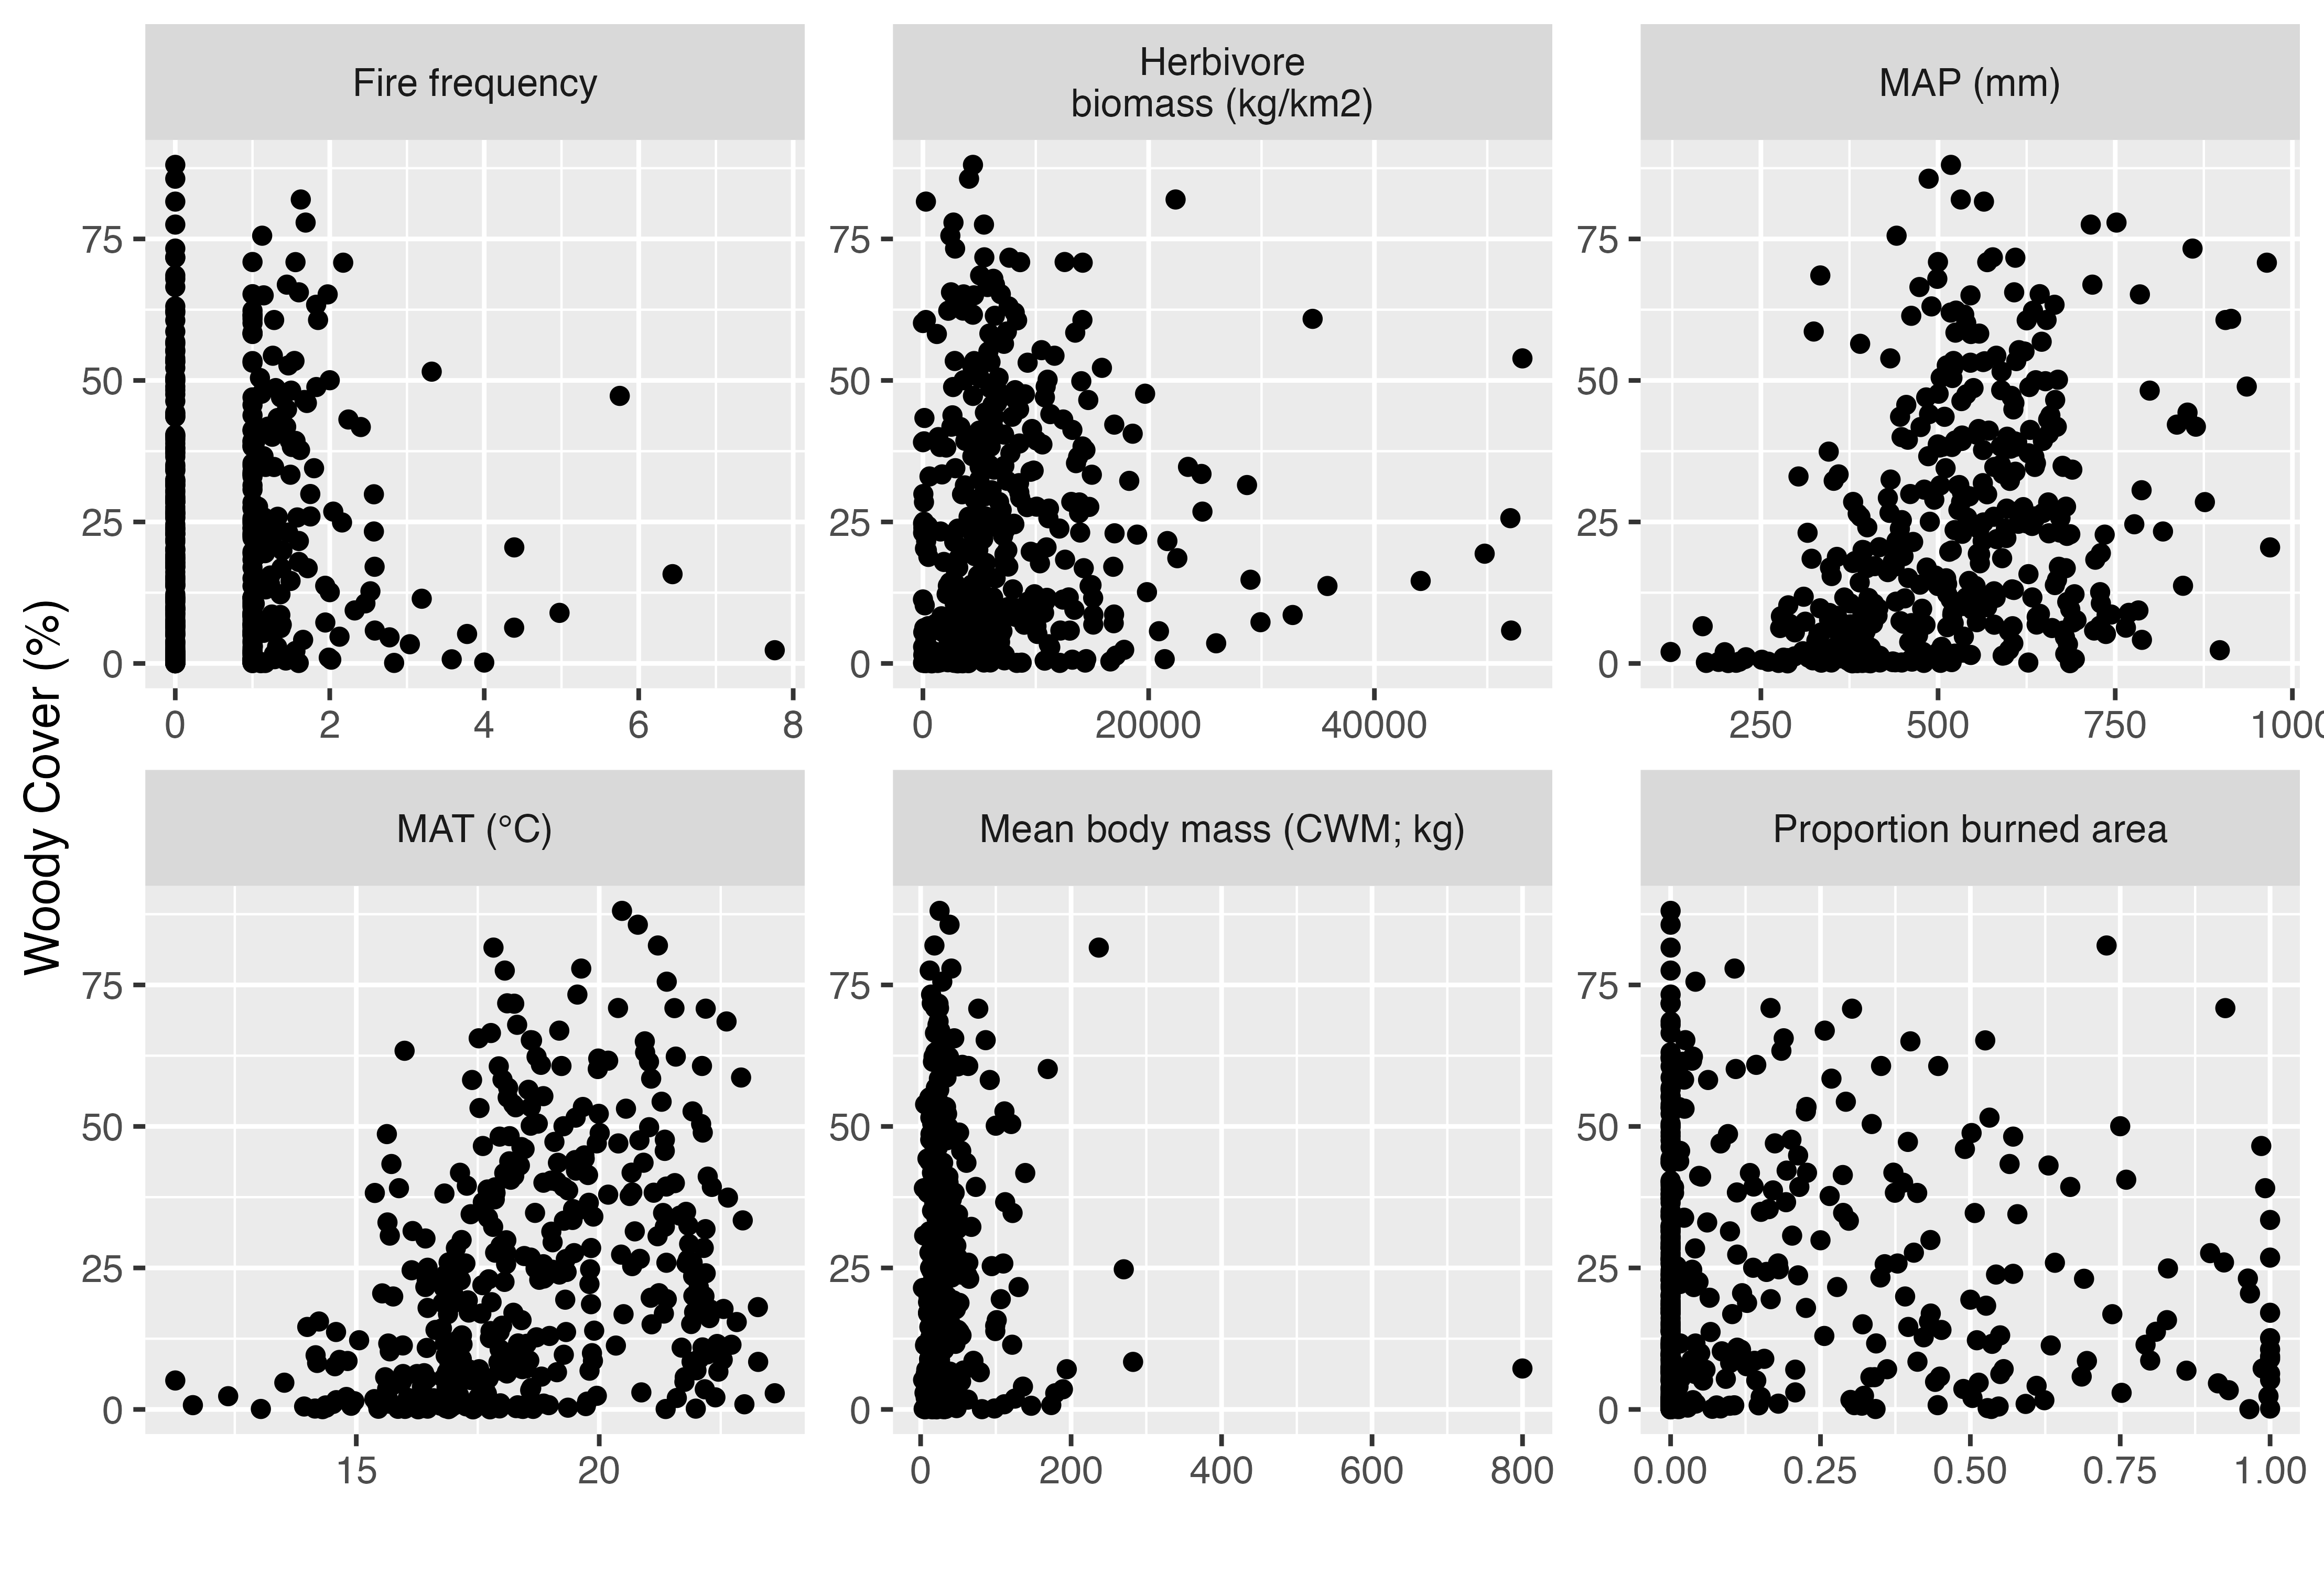 Fire frequency
Herbivore
biomass (kg/km2)
MAP (mm)
75
50
25
0
0 2 4 6 8
75
50
25
0
0 20000 40000
75
50
25
0
250 500 750 1000
Woody Cover (%)
MAT (°C)
Mean body mass (CWM; kg)
Proportion burned area
75
50
25
0
15 20
75
50
25
0
0 200 400 600 800
75
50
25
0
0.00 0.25 0.50 0.75 1.00